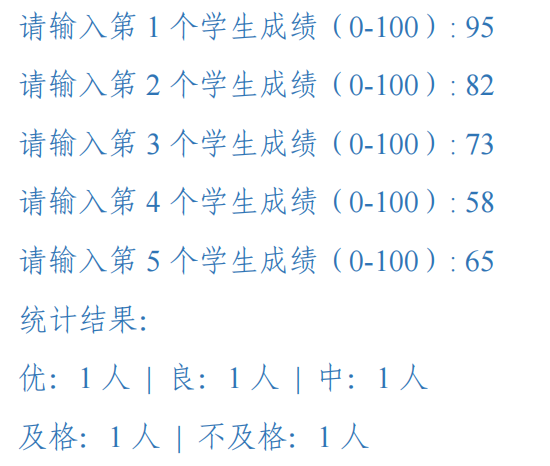 请输入第 1 个学生成绩（0-100）: 95
请输入第 2 个学生成绩（0-100）: 82
请输入第 3 个学生成绩（0-100）: 73
请输入第 4 个学生成绩（0-100）: 58
请输入第 5 个学生成绩（0-100）: 65
统计结果：
优：1 人 | 良：1 人 | 中：1 人
及格：1 人 | 不及格：1 人